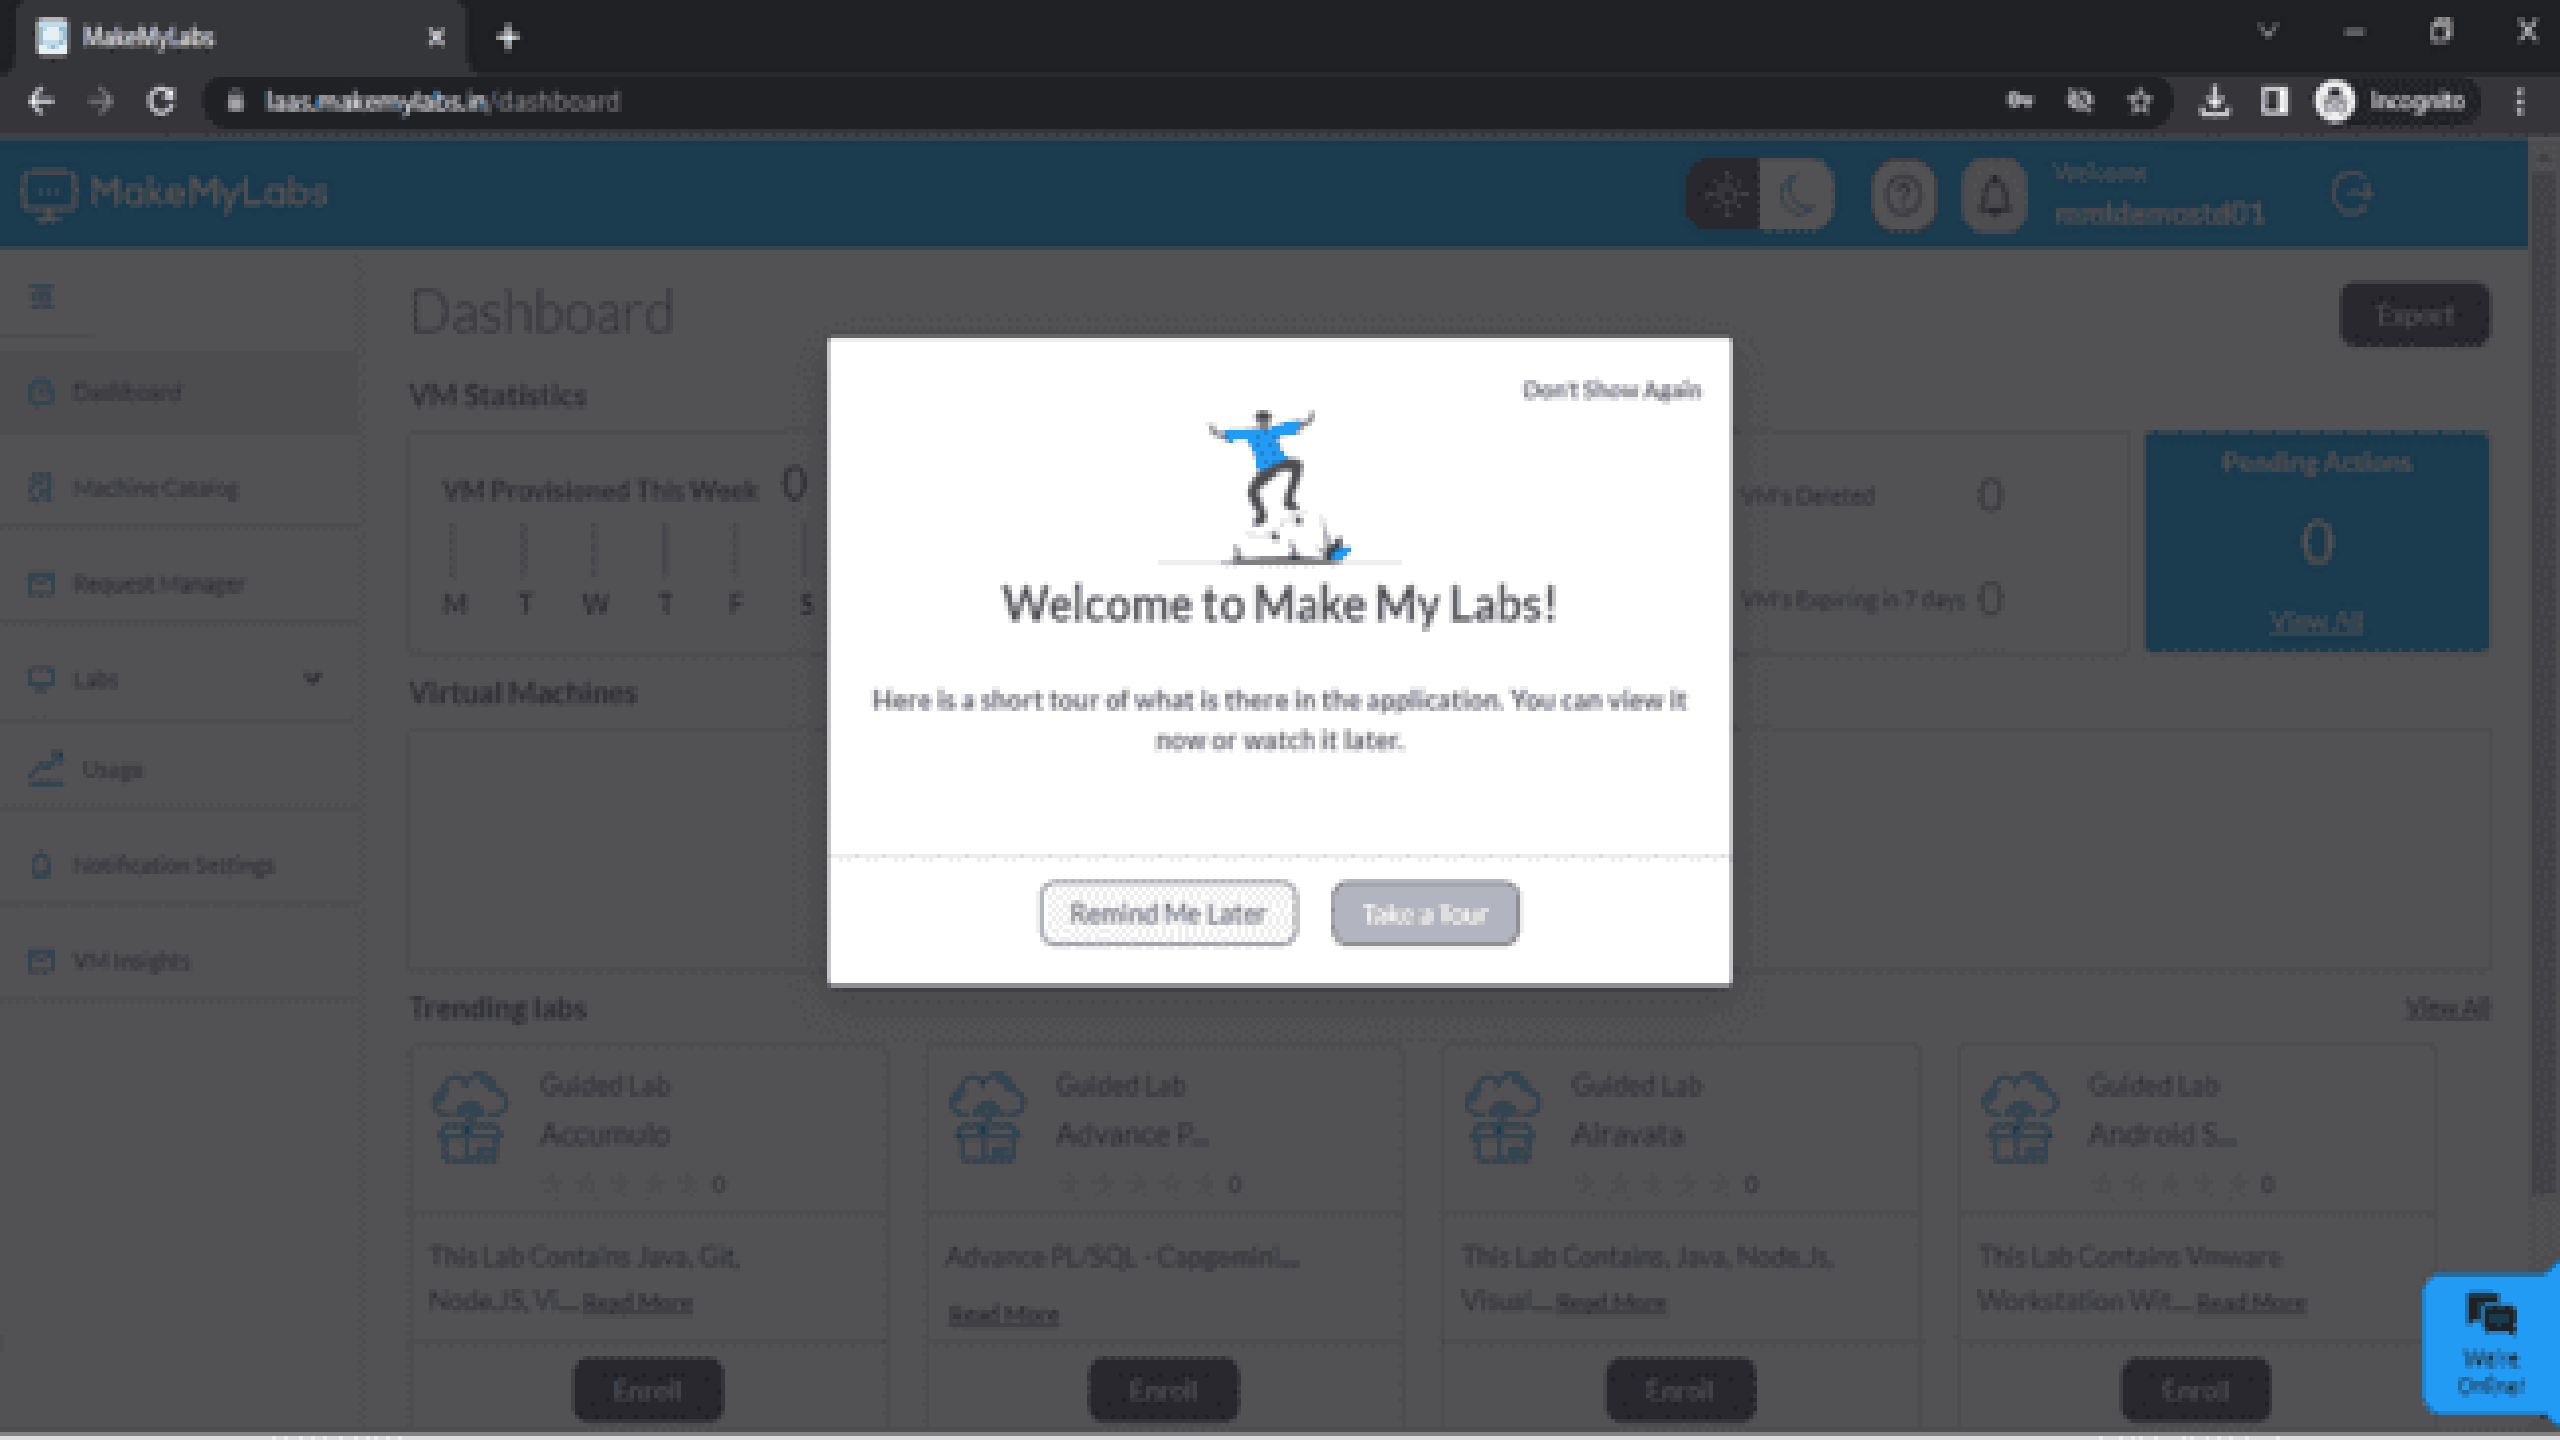 MakeMyLabs
laas.makemylabs.in/dashboard
Incognito
MakeMyLabs
Welcome
mmldemostd01
Dashboard
Export
Dashboard
Machine Catalog
Request Manager
Labs
Usage
Notification Settings
VM Insights
VM Statistics
VM Provisioned This Week 0
M T W T F S
VM's Deleted 0
VM's Expiring in 7 days 0
Pending Actions
0
View All
Don't Show Again
Welcome to Make My Labs!
Here is a short tour of what is there in the application. You can view it
now or watch it later.
Remind Me Later
Take a Tour
Virtual Machines
Trending labs
View All
Guided Lab
Accumulo
0
This Lab Contains Java, Git,
Node.JS, Vi... Read More
Enroll
Guided Lab
Advance P...
0
Advance PL/SQL - Capgemini...
Read More
Enroll
Guided Lab
Airavata
0
This Lab Contains, Java, Node.Js,
Visual... Read More
Enroll
Guided Lab
Android S...
0
This Lab Contains Vmware
Workstation Wit... Read More
Enroll
We're
Online!